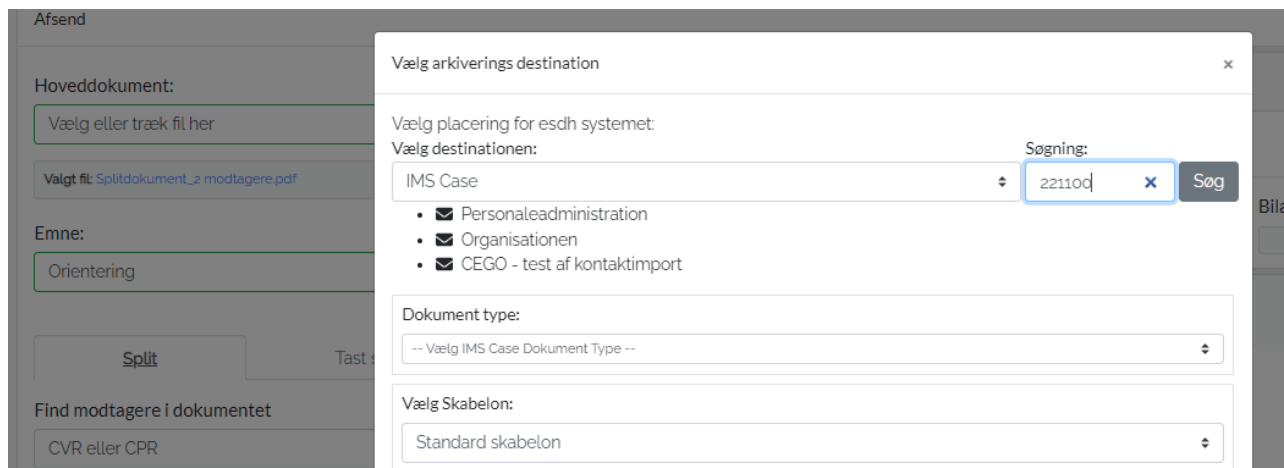 Afsend
Hoveddokument:
Vælg eller træk fil her
Valgt fil: Splitdokument_2 modtagere.pdf
Emne:
Orientering
Split
Tast s
Find modtagere i dokumentet
CVR eller CPR
Vælg arkiverings destination
×
Vælg placering for esdh systemet:
Vælg destinationen:
Søgning:
IMS Case
221100
×
Søg
Personaleadministration
Organisationen
CEGO - test af kontaktimport
Dokument type:
-- Vælg IMS Case Dokument Type --
Vælg Skabelon:
Standard skabelon
Bila